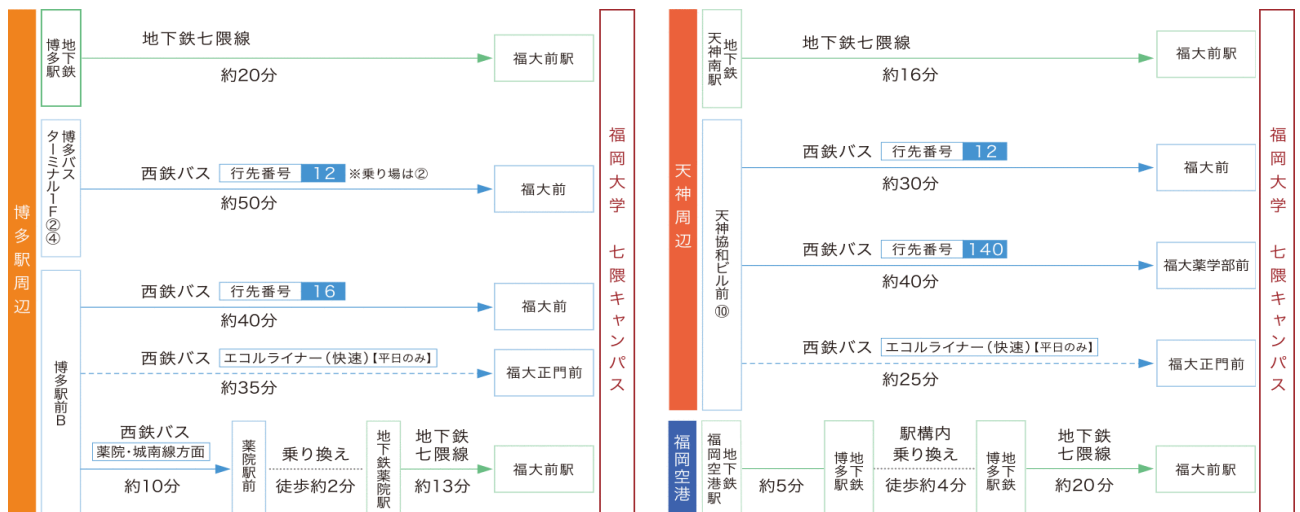 博多駅周辺
地下鉄
博多駅
地下鉄七隈線
約20分
福大前駅
博多バス
ターミナル1F②④
西鉄バス 行先番号 12 ※乗り場は②
約50分
福大前
博多駅前B
西鉄バス 行先番号 16
約40分
福大前
西鉄バス エコルライナー(快速)【平日のみ】
約35分
福大正門前
西鉄バス
薬院・城南線方面
約10分
薬院駅前
乗り換え
徒歩約2分
地下鉄薬院駅
地下鉄
七隈線
約13分
福大前駅
福岡大学 七隈キャンパス
天神周辺
地下鉄
天神南駅
地下鉄七隈線
約16分
福大前駅
天神協和ビル前⑩
西鉄バス 行先番号 12
約30分
福大前
西鉄バス 行先番号 140
約40分
福大薬学部前
西鉄バス エコルライナー(快速)【平日のみ】
約25分
福大正門前
福岡空港
地下鉄
福岡空港駅
約5分
地下鉄
博多駅
駅構内
乗り換え
徒歩約4分
地下鉄
博多駅
地下鉄
七隈線
約20分
福大前駅
福岡大学 七隈キャンパス